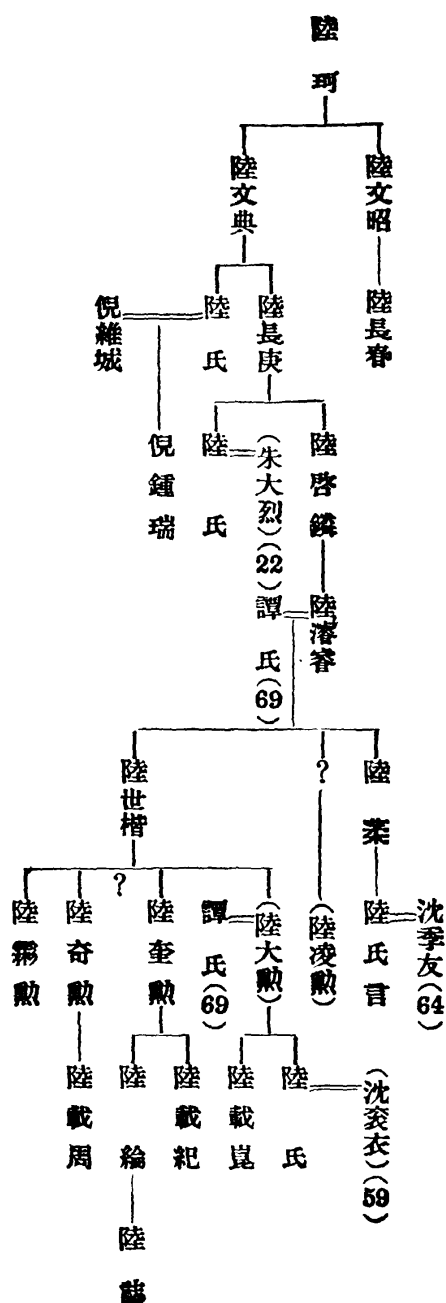 陸珂
陸文昭
陸文典
陸長春
陸長庚
陸氏
倪維城
陸啓鏻
(朱大烈)(22)
陸氏
倪鍾瑞
陸濬睿
譚氏(69)
陸棻
?
陸世楷
沈季友(64)
陸氏言
(陸凌勳)
(陸大勳)
譚氏(69)
陸奎勳
?
陸奇勳
陸霦勳
(沈袞衣)(59)
陸氏
陸載崑
陸載紀
陸綸
陸載周